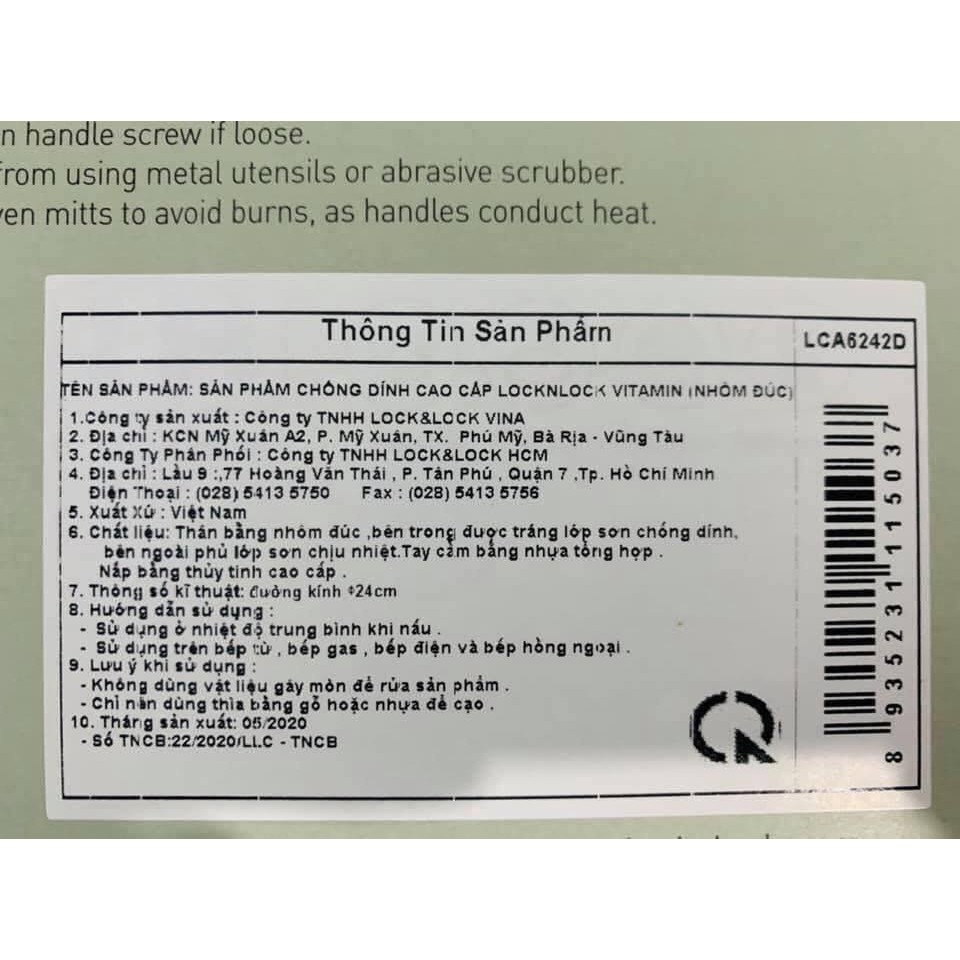 n handle screw if loose.
from using metal utensils or abrasive scrubber.
ven mitts to avoid burns, as handles conduct heat.
Thông Tin Sản Phẩm
LCA6242D
TÊN SẢN PHẨM: SẢN PHẨM CHỐNG DÍNH CAO CẤP LOCKNLOCK VITAMIN (NHÔM ĐÚC)
1.Công ty sản xuất : Công ty TNHH LOCK&LOCK VINA
2. Địa chỉ : KCN Mỹ Xuân A2, P. Mỹ Xuân, TX. Phú Mỹ, Bà Rịa - Vũng Tàu
3. Công Ty Phân Phối : Công ty TNHH LOCK&LOCK HCM
4. Địa chỉ : Lầu 9 :,77 Hoàng Văn Thái , P. Tân Phú , Quận 7 ,Tp. Hồ Chí Minh
Điện Thoại : (028) 5413 5750 Fax : (028) 5413 5756
5. Xuất Xứ : Việt Nam
6. Chất liệu: Thân bằng nhôm đúc ,bên trong được tráng lớp sơn chống dính,
bên ngoài phủ lớp sơn chịu nhiệt.Tay cầm bằng nhựa tổng hợp .
Nắp bằng thủy tinh cao cấp .
7. Thông số kĩ thuật: đường kính ¢24cm
8. Hướng dẫn sử dụng :
- Sử dụng ở nhiệt độ trung bình khi nấu .
- Sử dụng trên bếp từ , bếp gas , bếp điện và bếp hồng ngoại .
9. Lưu ý khi sử dụng :
- Không dùng vật liệu gây mòn để rửa sản phẩm .
- Chỉ nên dùng thìa bằng gỗ hoặc nhựa để cạo .
10. Tháng sản xuất: 05/2020
- Số TNCB:22/2020/LLC - TNCB
8935231115037